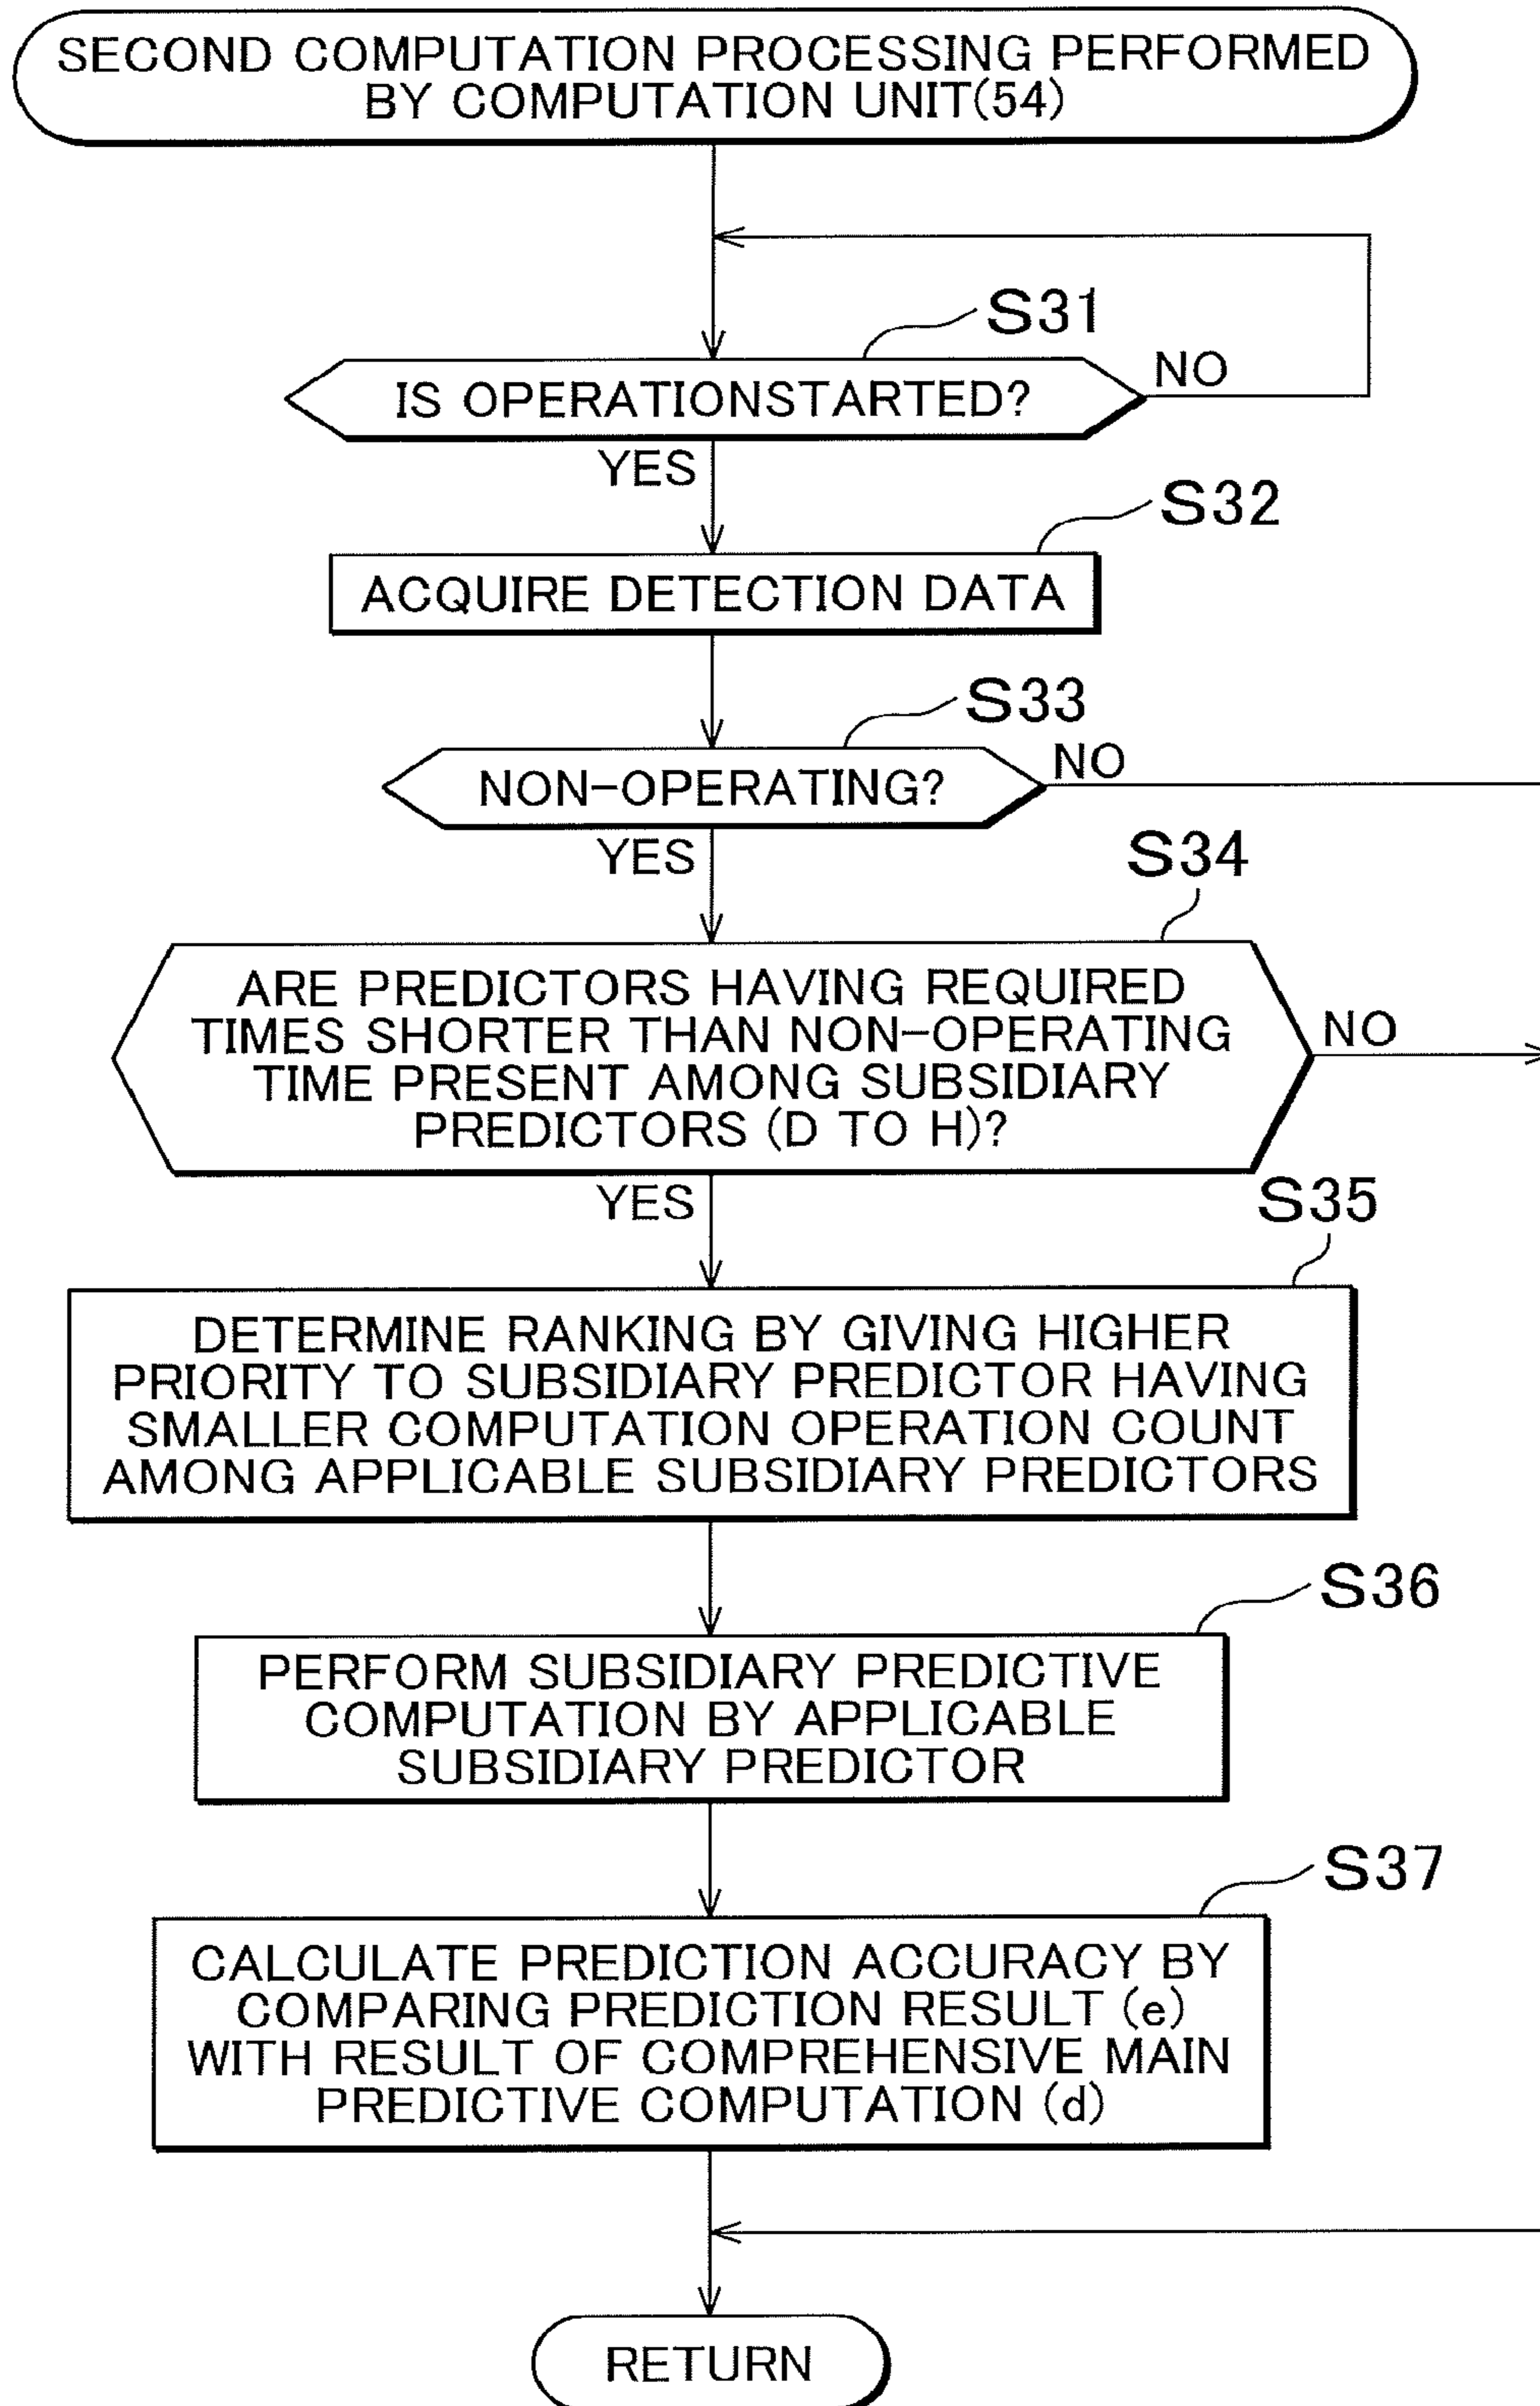 SECOND COMPUTATION PROCESSING PERFORMED
BY COMPUTATION UNIT(54)
S31
IS OPERATIONSTARTED?
NO
YES
S32
ACQUIRE DETECTION DATA
S33
NON-OPERATING?
NO
YES
S34
ARE PREDICTORS HAVING REQUIRED
TIMES SHORTER THAN NON-OPERATING
TIME PRESENT AMONG SUBSIDIARY
PREDICTORS (D TO H)?
NO
YES
S35
DETERMINE RANKING BY GIVING HIGHER
PRIORITY TO SUBSIDIARY PREDICTOR HAVING
SMALLER COMPUTATION OPERATION COUNT
AMONG APPLICABLE SUBSIDIARY PREDICTORS
S36
PERFORM SUBSIDIARY PREDICTIVE
COMPUTATION BY APPLICABLE
SUBSIDIARY PREDICTOR
S37
CALCULATE PREDICTION ACCURACY BY
COMPARING PREDICTION RESULT (e)
WITH RESULT OF COMPREHENSIVE MAIN
PREDICTIVE COMPUTATION (d)
RETURN